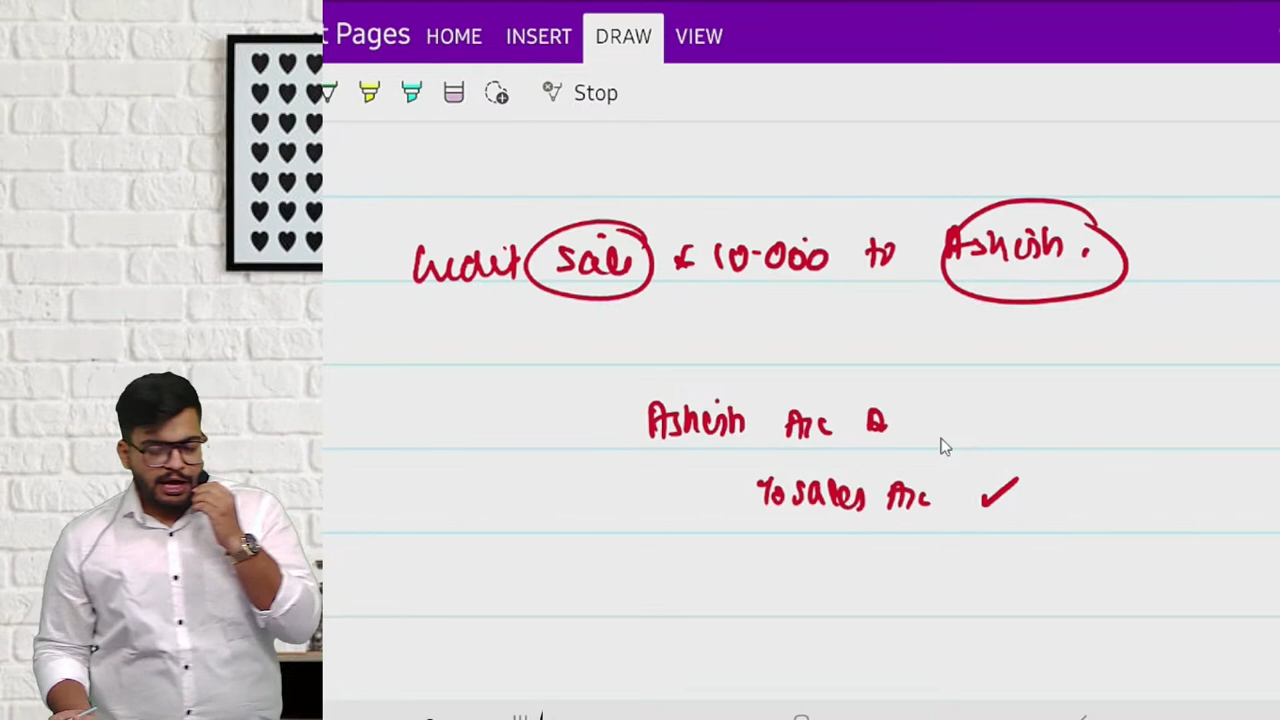 t Pages HOME INSERT DRAW VIEW
Stop
Credit sale ₹ 10.000 to Ashish.
Ashish A/c Dr
To sales A/c ✓